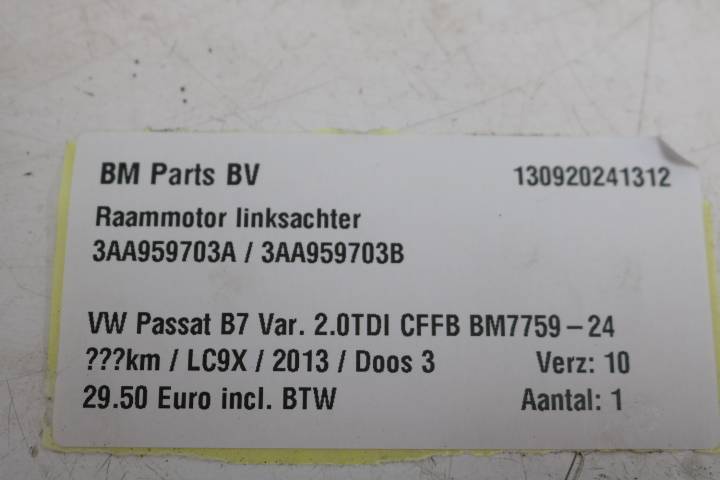 BM Parts BV 130920241312
Raammotor linksachter
3AA959703A / 3AA959703B
VW Passat B7 Var. 2.0TDI CFFB BM7759-24
???km / LC9X / 2013 / Doos 3 Verz: 10
29.50 Euro incl. BTW Aantal: 1